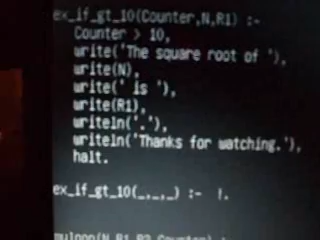 ex_if_gt_10(Counter,N,R1) :-
Counter > 10,
write('The square root of '),
write(N),
write(' is '),
write(R1),
writeln('.'),
writeln('Thanks for watching.'),
halt.
ex_if_gt_10(_,_,_) :- !.